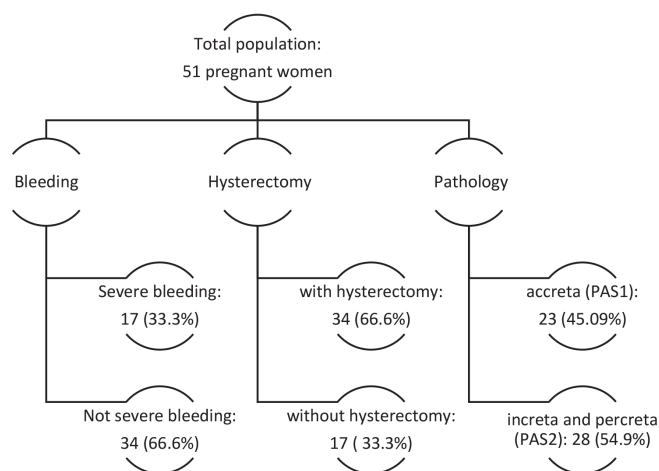 Total population:
51 pregnant women
Bleeding
Hysterectomy
Pathology
Severe bleeding:
17 (33.3%)
with hysterectomy:
34 (66.6%)
accreta (PAS1):
23 (45.09%)
Not severe bleeding:
34 (66.6%)
without hysterectomy:
17 ( 33.3%)
increta and percreta
(PAS2): 28 (54.9%)